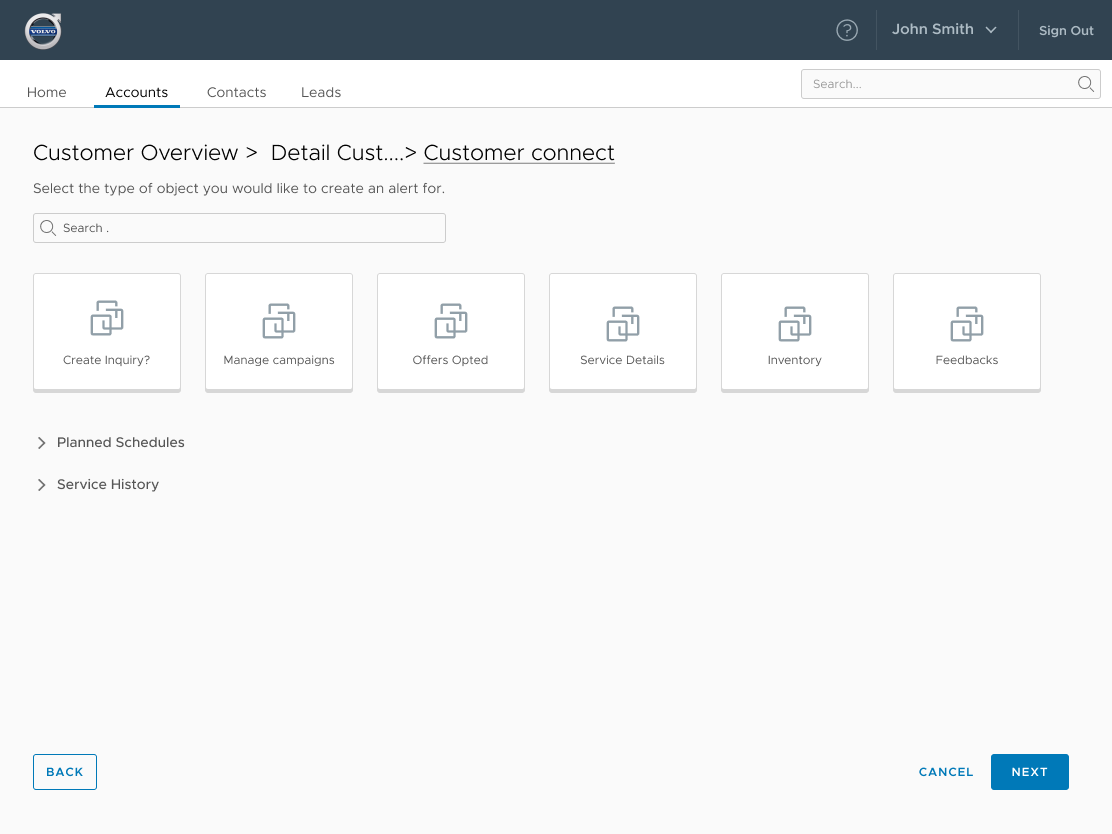 VOLVO
?
John Smith
Sign Out
Home
Accounts
Contacts
Leads
Search...
Customer Overview > Detail Cust....> Customer connect
Select the type of object you would like to create an alert for.
Search .
Create Inquiry?
Manage campaigns
Offers Opted
Service Details
Inventory
Feedbacks
Planned Schedules
Service History
BACK
CANCEL
NEXT